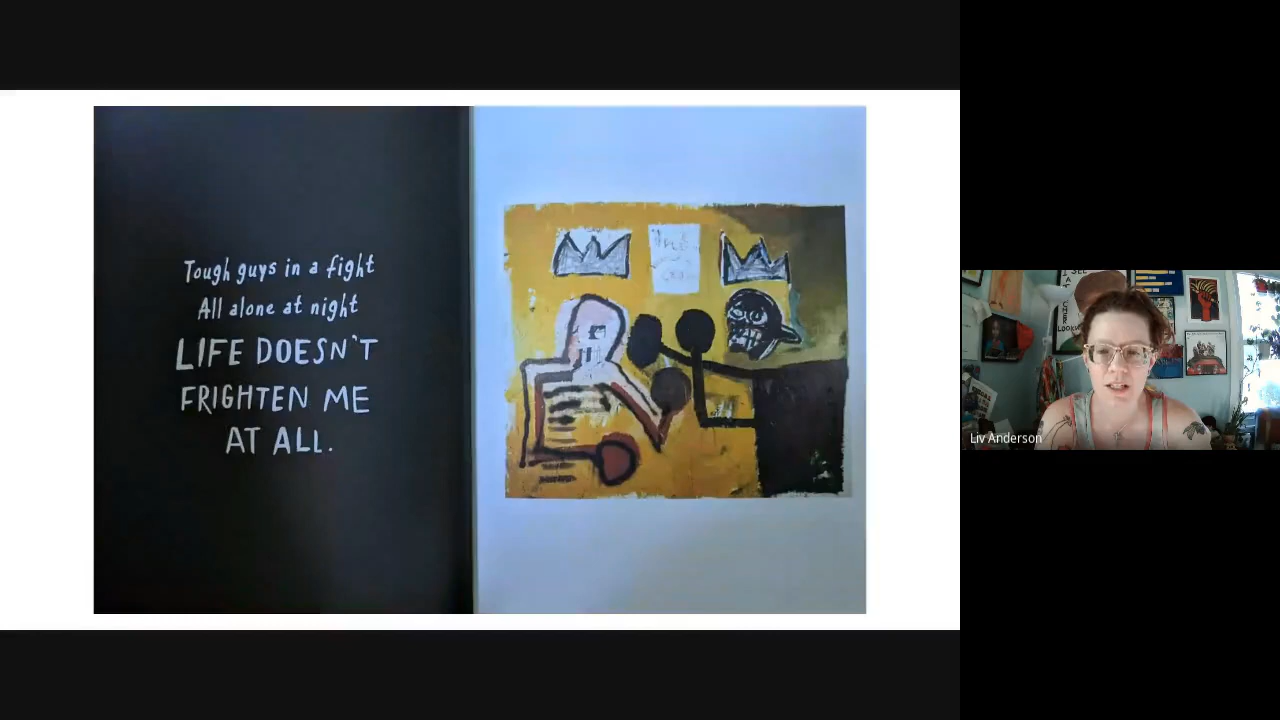 Tough guys in a fight
All alone at night
LIFE DOESN'T
FRIGHTEN ME
AT ALL.
Liv Anderson